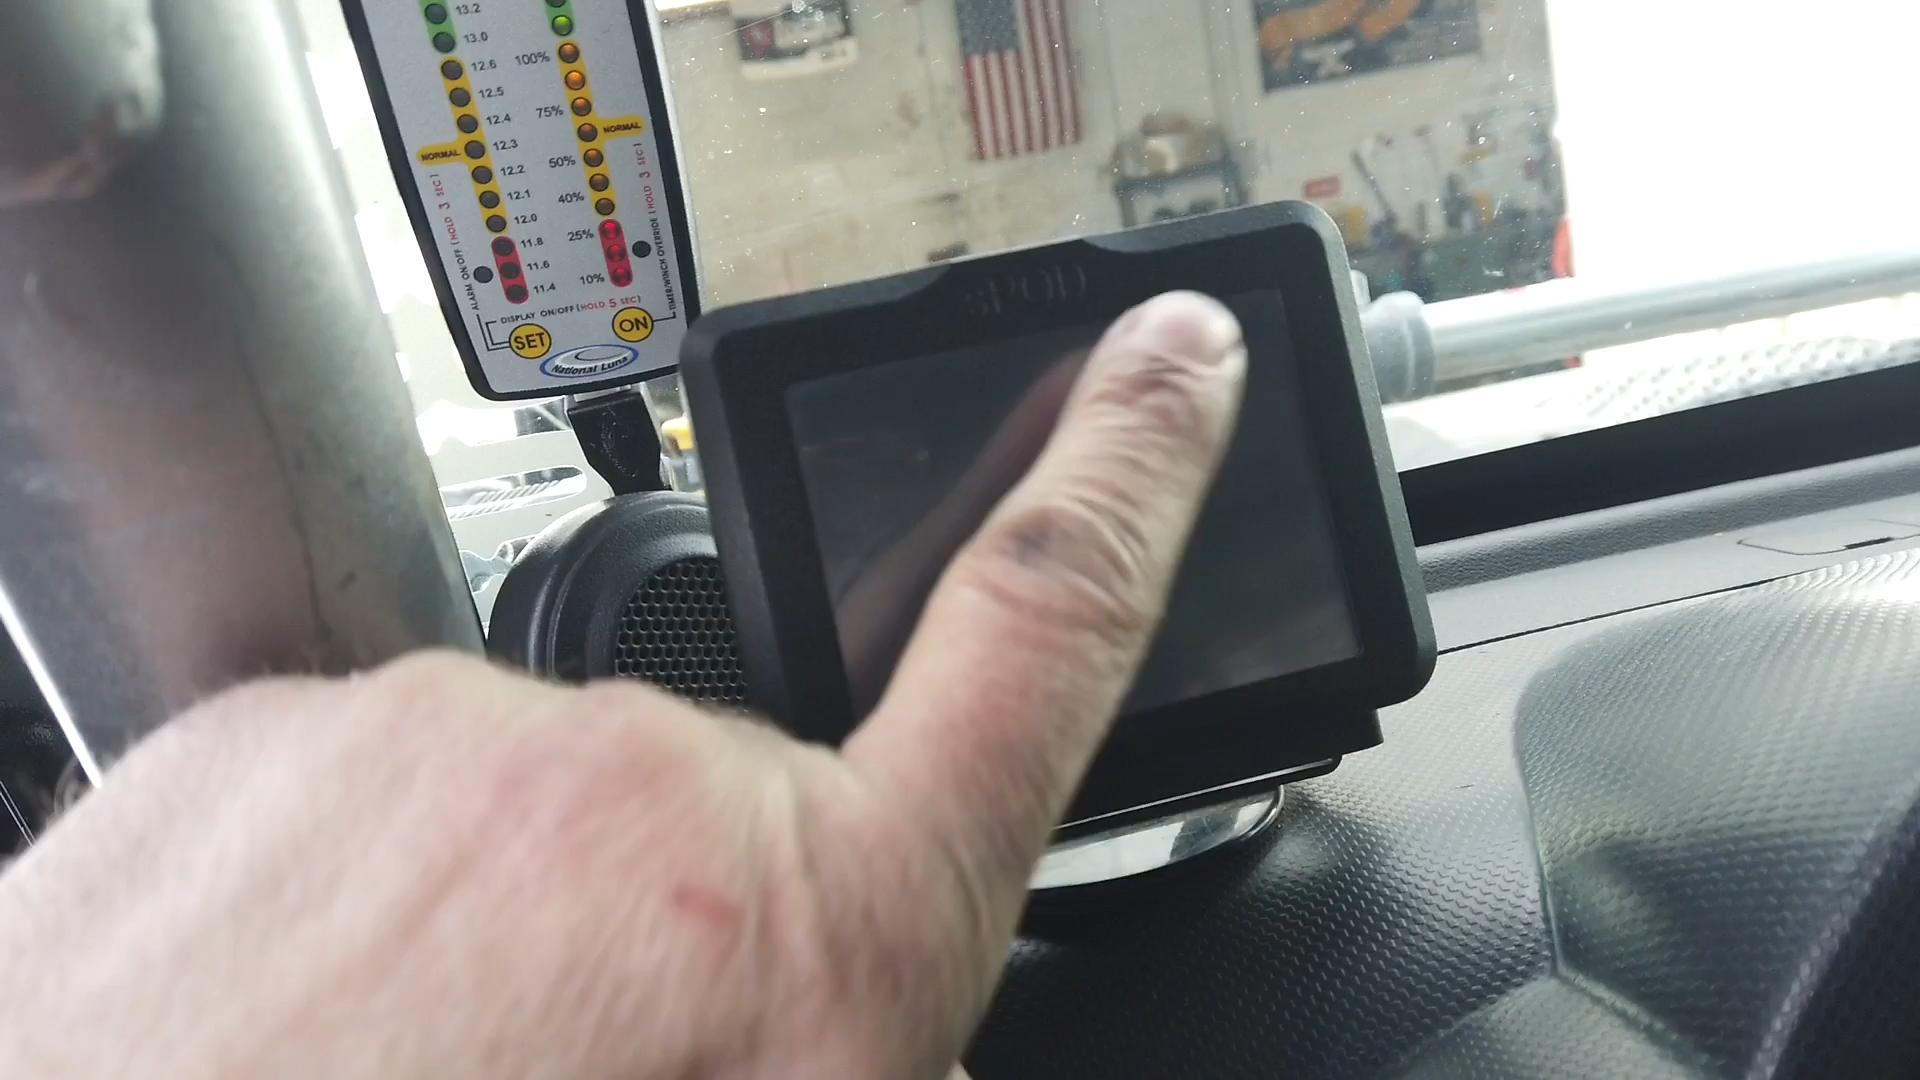 13.2
13.0
12.6
12.5
12.4
12.3
12.2
12.1
12.0
11.8
11.6
11.4
NORMAL
100%
75%
50%
40%
25%
10%
NORMAL
ALARM ON/OFF (HOLD 3 SEC)
TIMER/WINCH OVERRIDE (HOLD 3 SEC)
DISPLAY ON/OFF (HOLD 5 SEC)
SET
ON
National Luna
sPOD